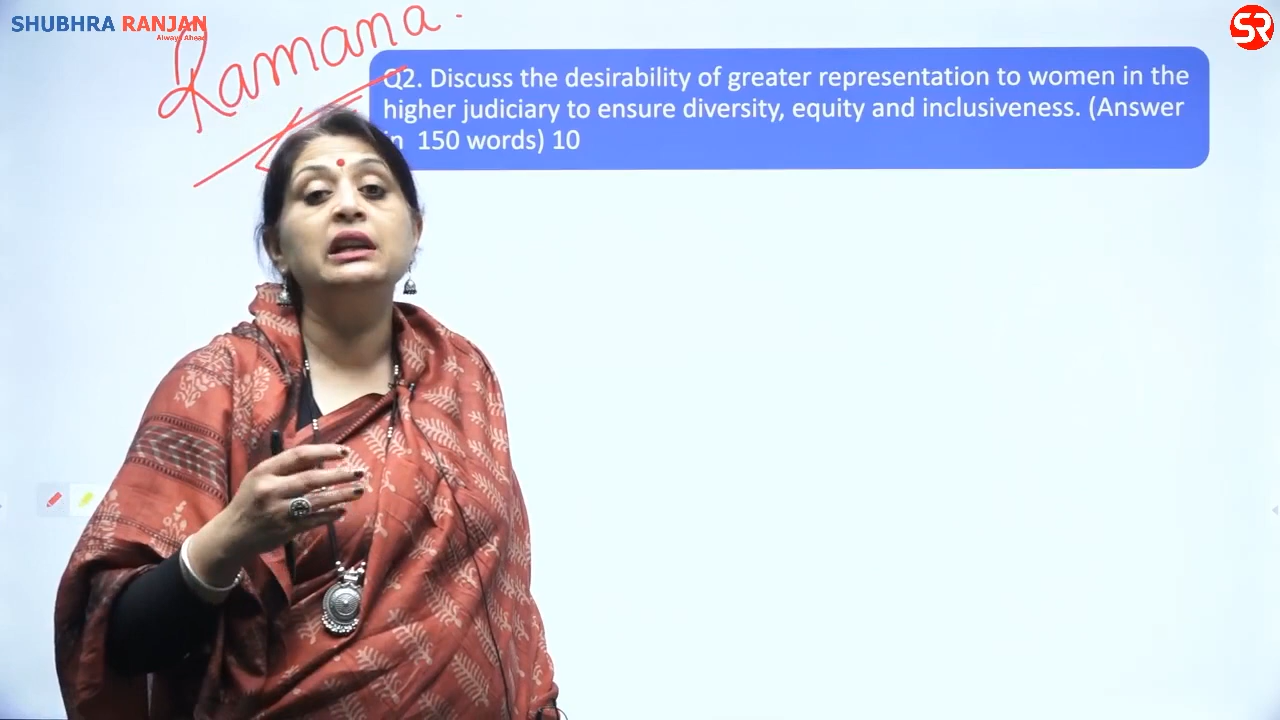 SHUBHRA RANJAN
Always Ahead
Ramana.
SR
Q2. Discuss the desirability of greater representation to women in the
higher judiciary to ensure diversity, equity and inclusiveness. (Answer
in 150 words) 10